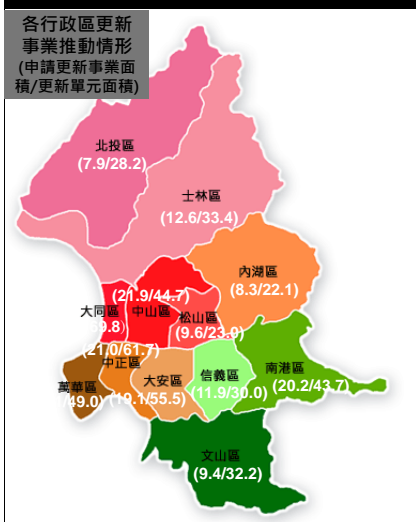 各行政區更新
事業推動情形
(申請更新事業面
積/更新單元面積)
北投區
(7.9/28.2)
士林區
(12.6/33.4)
內湖區
(8.3/22.1)
(21.9/44.7)
大同區
中山區
松山區
9.8)
(9.6/23.0)
(21.0/61.7)
中正區
大安區
信義區
南港區
(20.2/43.7)
萬華區
/49.0)
(19.1/55.5)
(11.9/30.0)
文山區
(9.4/32.2)